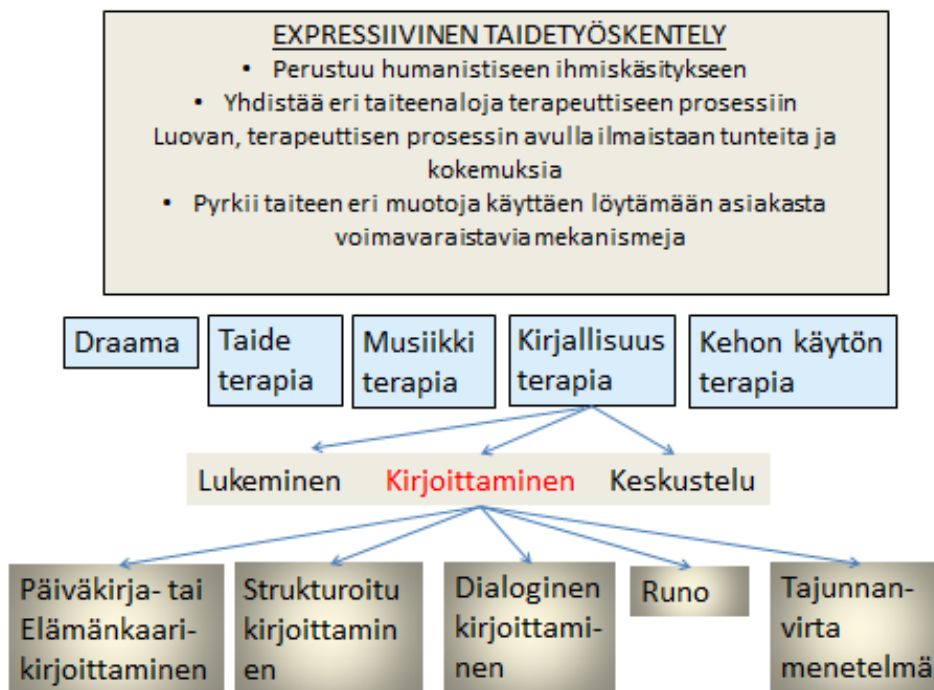 EXPRESSIIVINEN TAIDETYÖSKENTELY
• Perustuu humanistiseen ihmiskäsitykseen
• Yhdistää eri taiteenaloja terapeuttiseen prosessiin
Luovan, terapeuttisen prosessin avulla ilmaistaan tunteita ja
kokemuksia
• Pyrkii taiteen eri muotoja käyttäen löytämään asiakasta
voimavaraistavia mekanismeja
Draama
Taide
terapia
Musiikki
terapia
Kirjallisuus
terapia
Kehon käytön
terapia
Lukeminen Kirjoittaminen Keskustelu
Päiväkirja- tai
Elämänkaari-
kirjoittaminen
Strukturoitu
kirjoittamin
en
Dialoginen
kirjoittami-
nen
Runo
Tajunnan-
virta
menetelmä